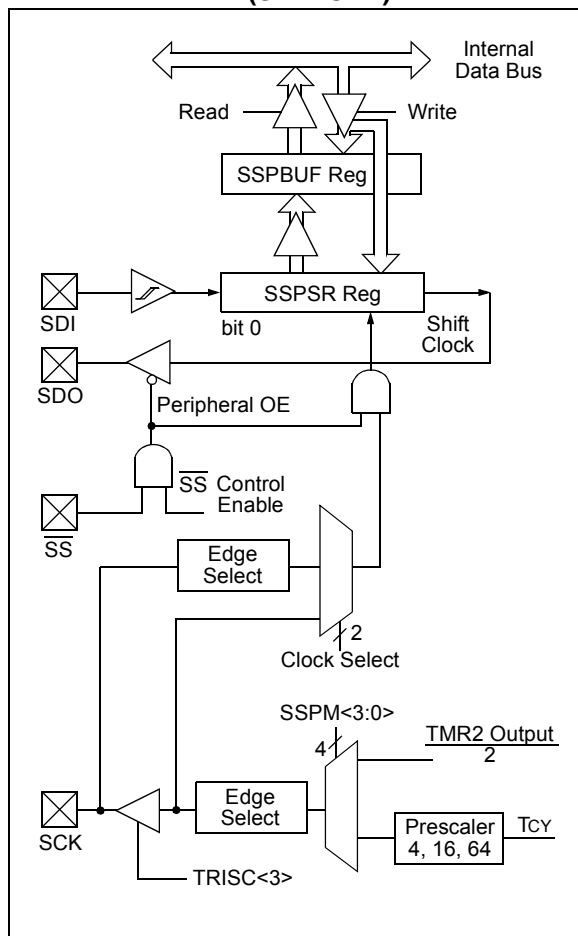 Internal
Data Bus
Read
Write
SSPBUF Reg
SSPSR Reg
SDI
bit 0
Shift
Clock
SDO
Peripheral OE
SS Control
Enable
SS
Edge
Select
2
Clock Select
SSPM<3:0>
TMR2 Output
2
4
Edge
Select
Prescaler
4, 16, 64
TCY
SCK
TRISC<3>